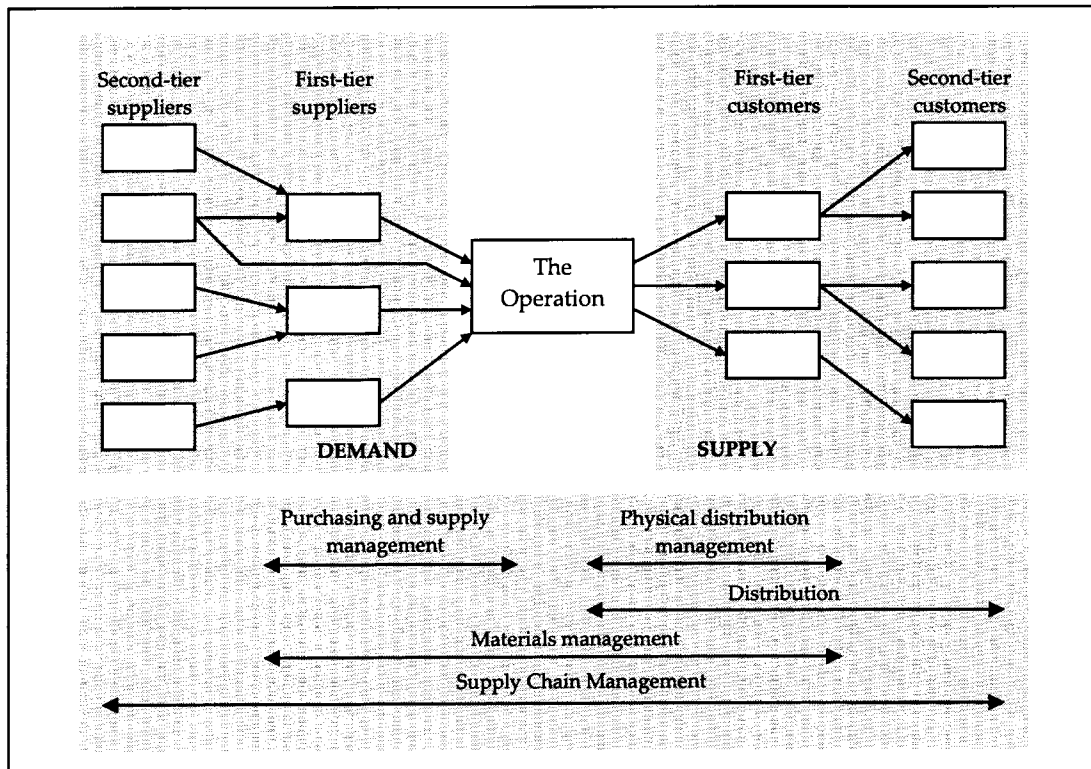 Second-tier
suppliers
First-tier
suppliers
First-tier
customers
Second-tier
customers
The
Operation
DEMAND
SUPPLY
Purchasing and supply
management
Physical distribution
management
Distribution
Materials management
Supply Chain Management